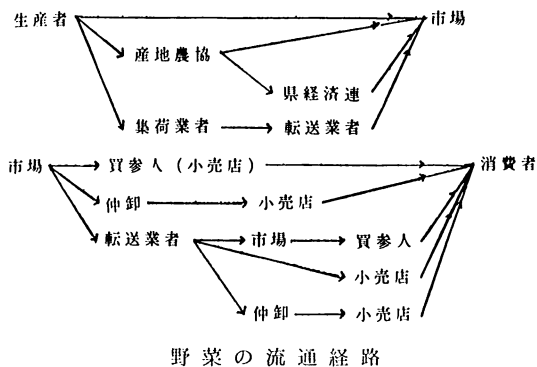 生産者 市場
産地農協
県経済連
集荷業者 転送業者
市場 買参人(小売店) 消費者
仲卸 小売店
転送業者 市場 買参人
小売店
仲卸 小売店
野菜の流通経路